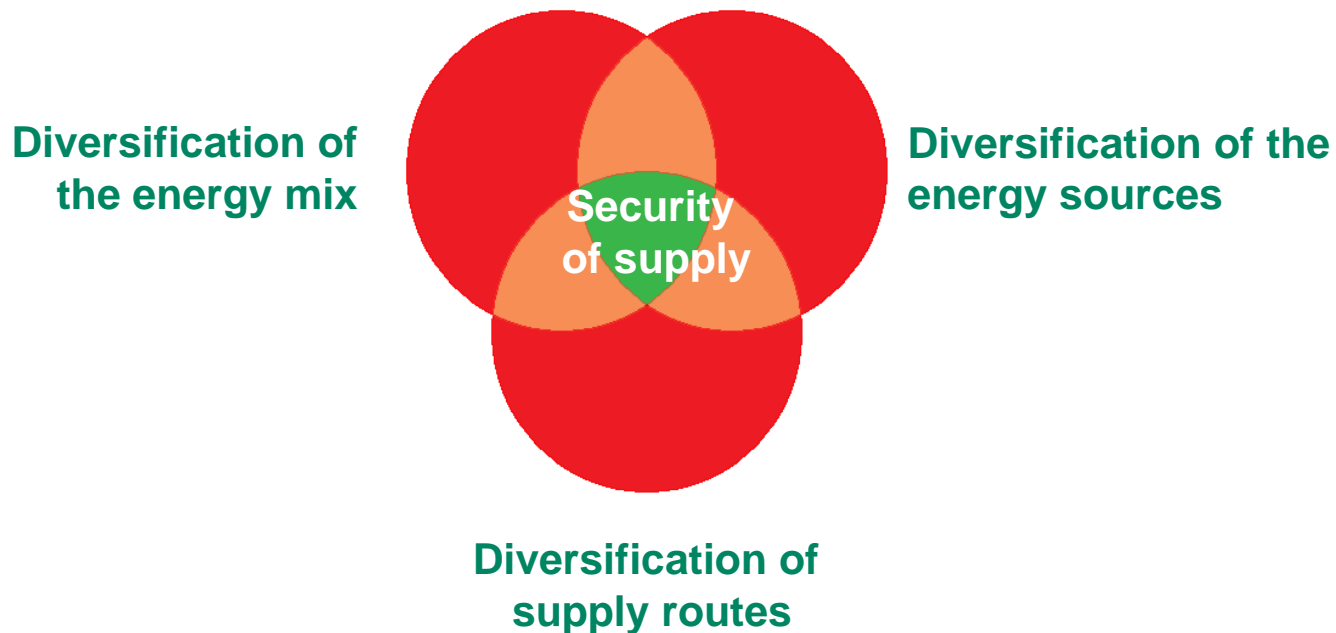 Diversification of
the energy mix
Diversification of the
energy sources
Security
of supply
Diversification of
supply routes